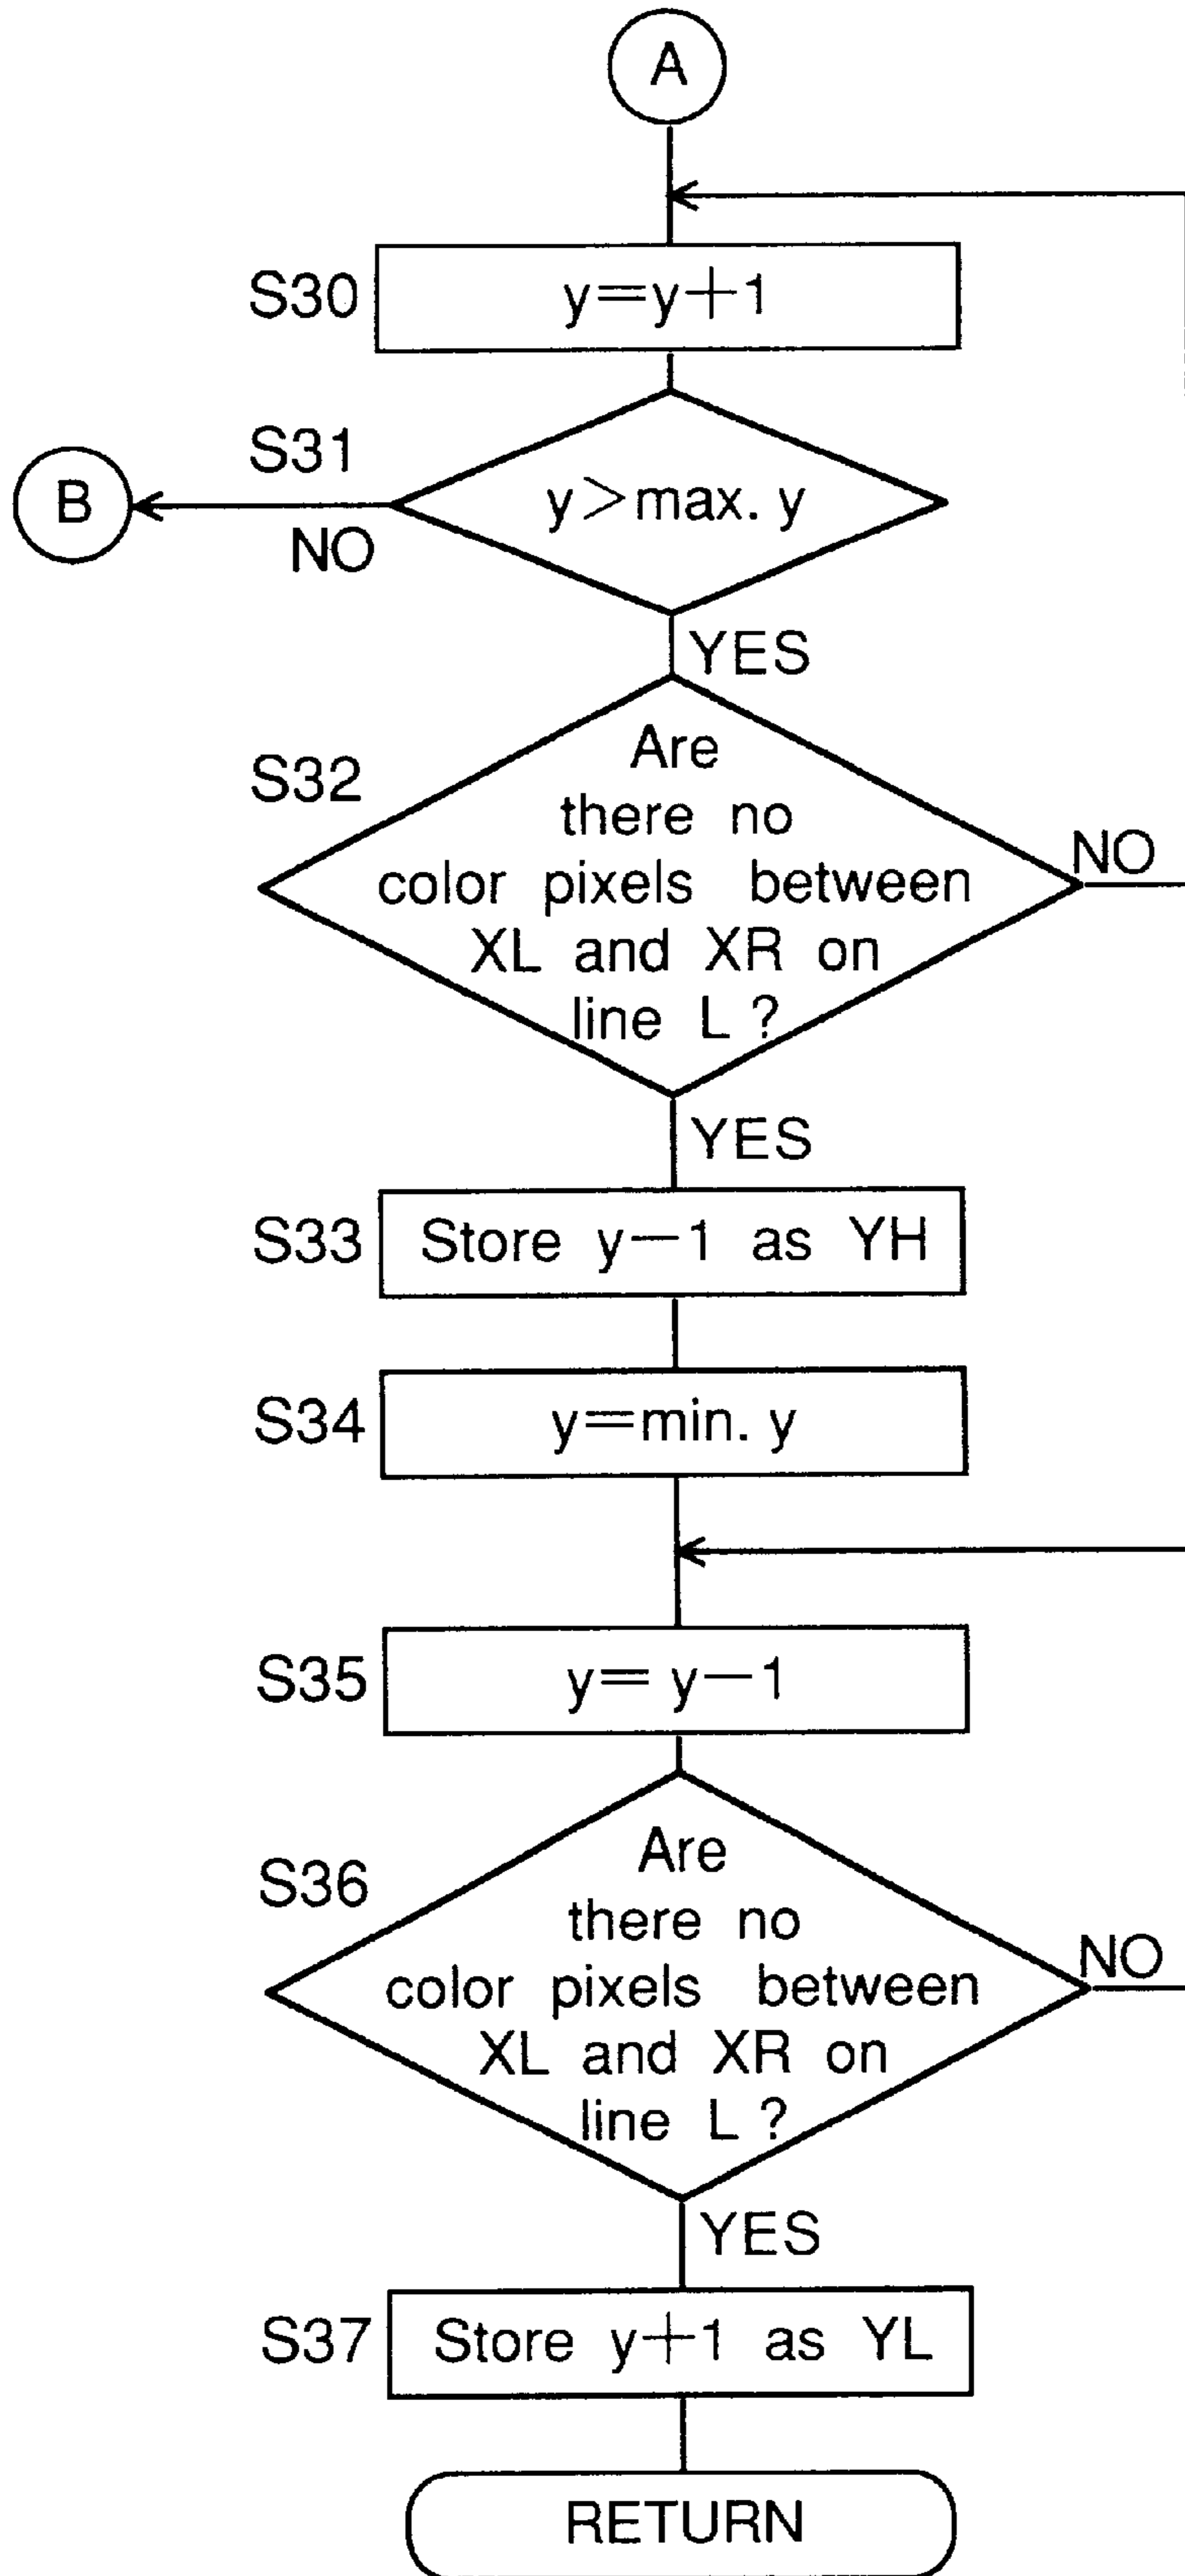 A
S30
y=y+1
S31
B
y>max. y
NO
YES
S32
Are
there no
color pixels between
XL and XR on
line L ?
NO
YES
S33
Store y-1 as YH
S34
y=min. y
S35
y= y-1
S36
Are
there no
color pixels between
XL and XR on
line L ?
NO
YES
S37
Store y+1 as YL
RETURN